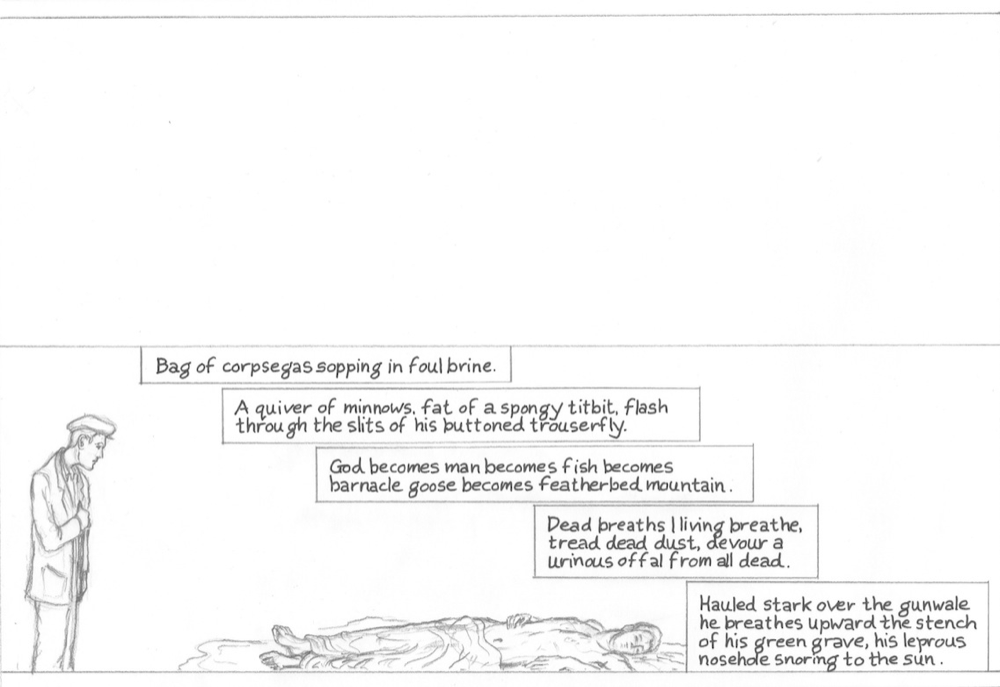 Bag of corpsegas sopping in foul brine.
A quiver of minnows, fat of a spongy titbit, flash
through the slits of his buttoned trouserfly.
God becomes man becomes fish becomes
barnacle goose becomes featherbed mountain.
Dead breaths I living breathe,
tread dead dust, devour a
urinous offal from all dead.
Hauled stark over the gunwale
he breathes upward the stench
of his green grave, his leprous
nosehole snoring to the sun.